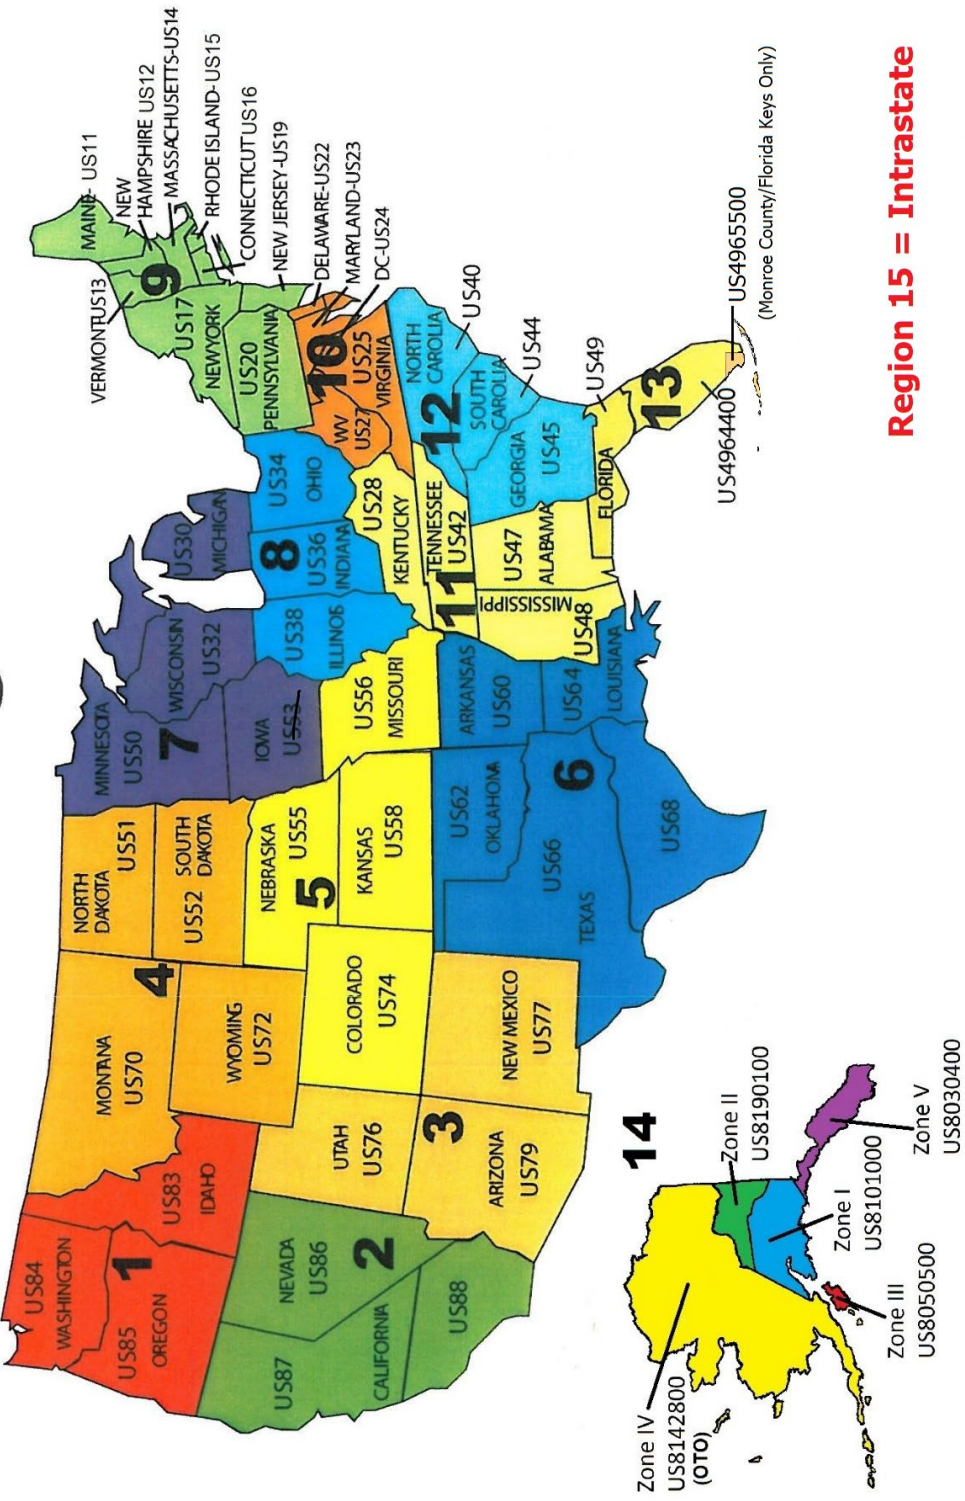 US84
WASHINGTON
1
US85
OREGON
US83
IDAHO
MONTANA
US70
4
NORTH
DAKOTA
US51
SOUTH
DAKOTA
US52
WYOMING
US72
2
NEVADA
US86
US87
CALIFORNIA
US88
3
UTAH
US76
ARIZONA
US79
NEW MEXICO
US77
COLORADO
US74
5
NEBRASKA
US55
KANSAS
US58
US56
MISSOURI
6
US62
OKLAHOMA
US66
TEXAS
US68
ARKANSAS
US60
US64
LOUISIANA
7
MINNESOTA
US50
WISCONSIN
US32
IOWA
US53
US30
MICHIGAN
8
US34
OHIO
US36
INDIANA
US38
ILLINOIS
9
MAINE- US11
NEW
HAMPSHIRE US12
MASSACHUSETTS-US14
RHODE ISLAND- US15
CONNECTICUT US16
NEW JERSEY-US19
VERMONT US13
US17
NEWYORK
US20
PENNSYLVANIA
10
DELAWARE-US22
MARYLAND-US23
DC-US24
US25
VIRGINIA
WV
US27
11
US28
KENTUCKY
TENNESSEE
US42
US47
ALABAMA
MISSISSIPPI
US48
12
NORTH
CAROLIA
US40
SOUTH
CAROLIA
US44
GEORGIA
US45
13
FLORIDA
US49
US4964400
US4965500
(Monroe County/Florida Keys Only)
14
Zone IV
US8142800
(OTO)
Zone II
US8190100
Zone I
US8101000
Zone III
US8050500
Zone V
US8030400
Region 15 = Intrastate